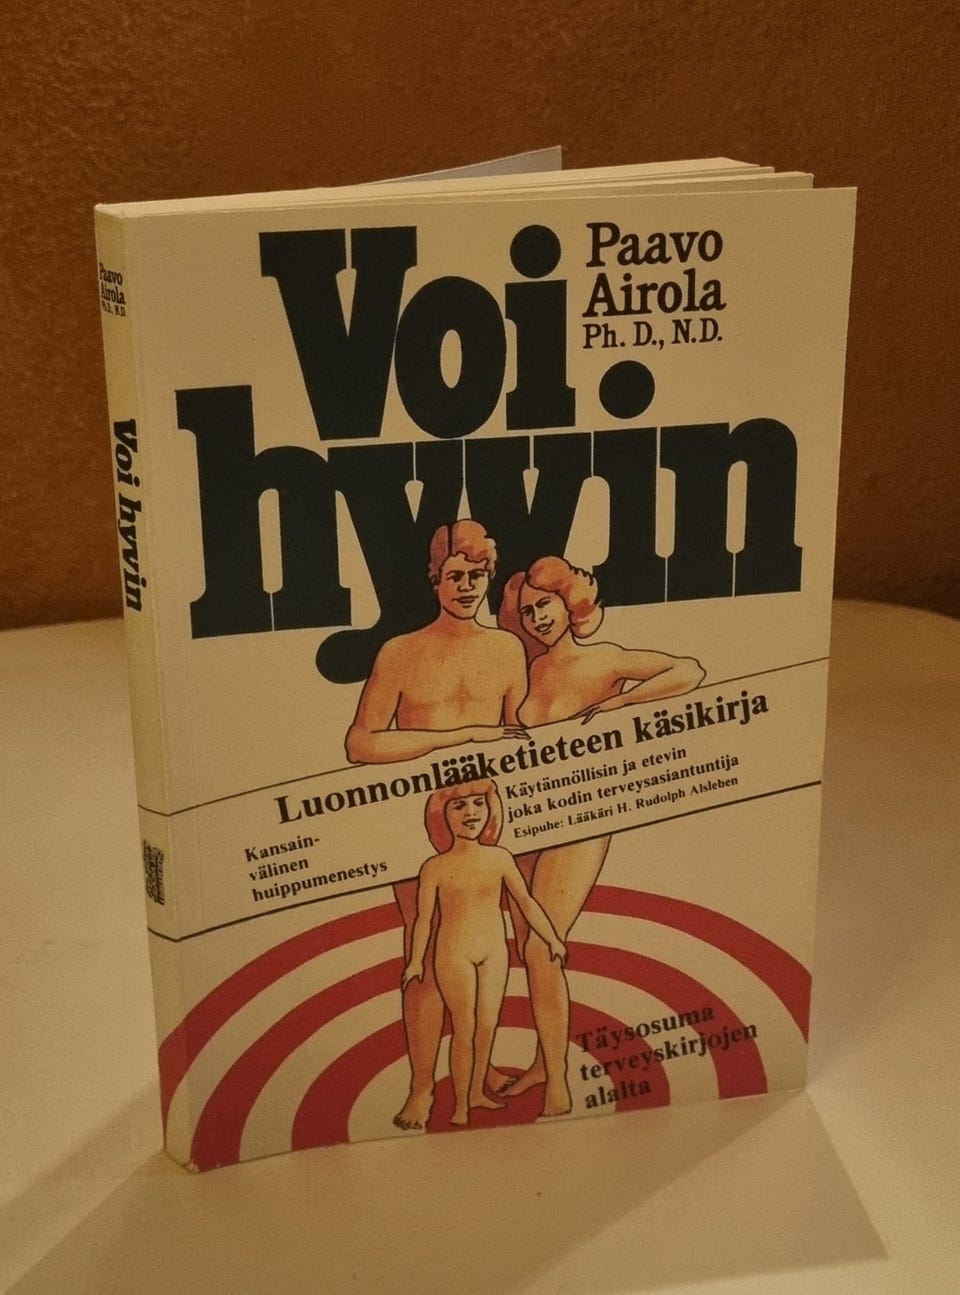 Voi
hyvin
Paavo
Airola
Ph. D., N.D.
Luonnonlääketieteen käsikirja
Kansain-
välinen
huippumenestys
Käytännöllisin ja etevin
joka kodin terveysasiantuntija
Esipuhe: Lääkäri H. Rudolph Alsleben
Täysosuma
terveyskirjojen
alalta
Paavo
Airola
Ph.D., N.D.
Voi hyvin